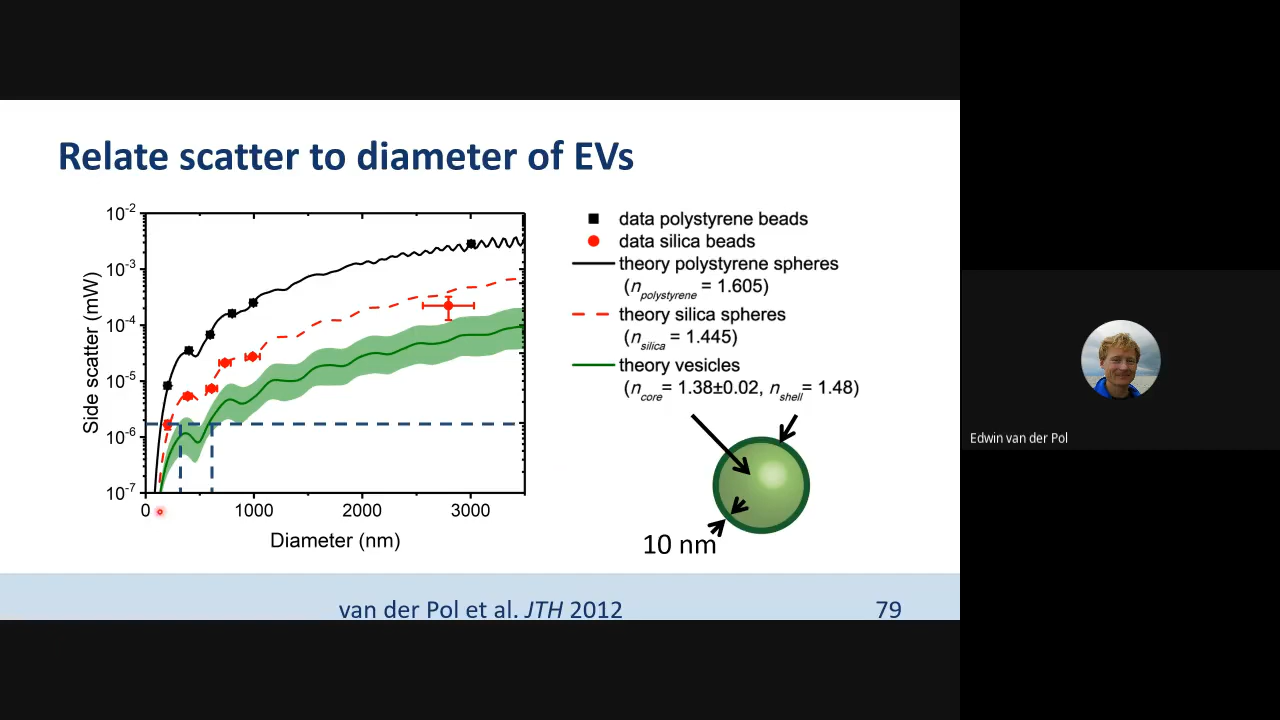 Relate scatter to diameter of EVs
10-2
10-3
10-4
10-5
10-6
10-7
Side scatter (mW)
0 1000 2000 3000
Diameter (nm)
data polystyrene beads
data silica beads
theory polystyrene spheres
(npolystyrene = 1.605)
theory silica spheres
(nsilica = 1.445)
theory vesicles
(ncore = 1.38±0.02, nshell = 1.48)
10 nm
van der Pol et al. JTH 2012
79
Edwin van der Pol